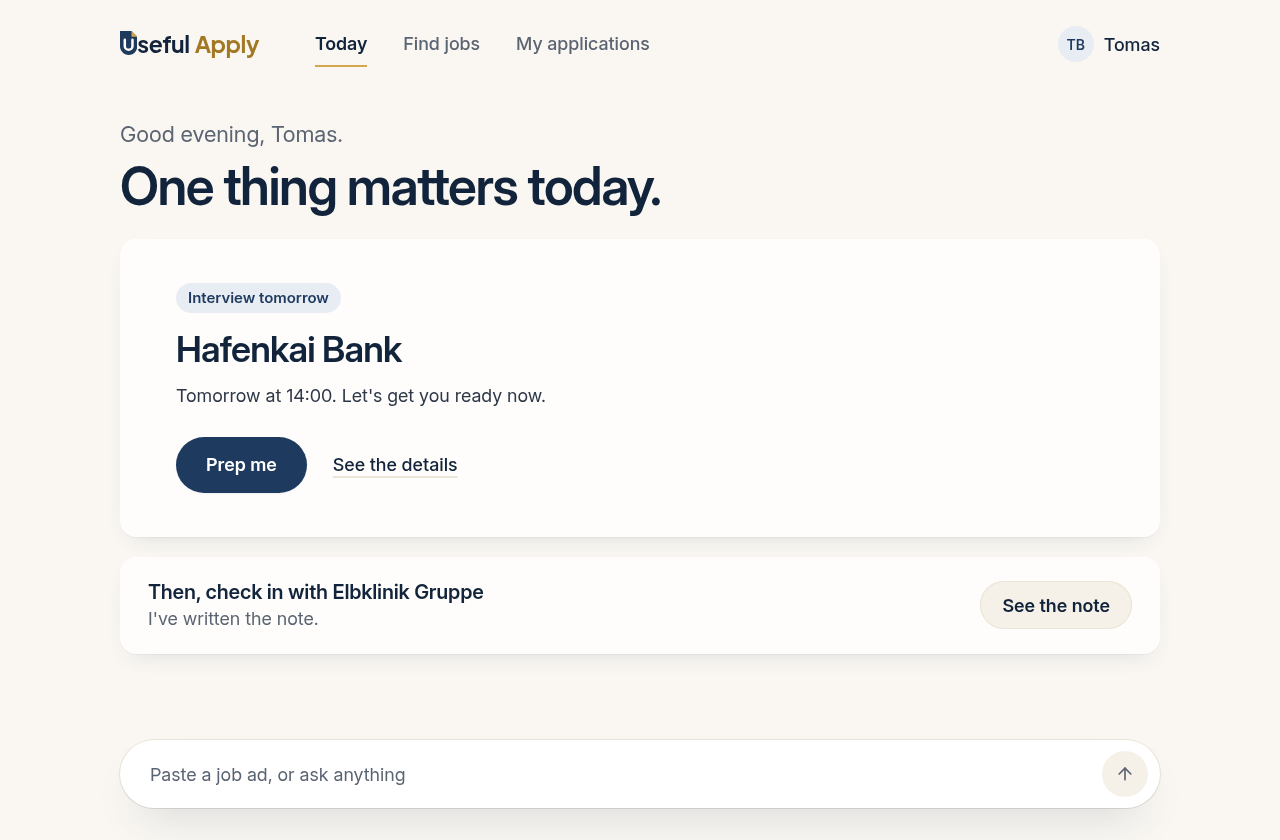 Useful Apply
Today
Find jobs
My applications
TB
Tomas
Good evening, Tomas.
One thing matters today.
Interview tomorrow
Hafenkai Bank
Tomorrow at 14:00. Let's get you ready now.
Prep me
See the details
Then, check in with Elbklinik Gruppe
I've written the note.
See the note
Paste a job ad, or ask anything